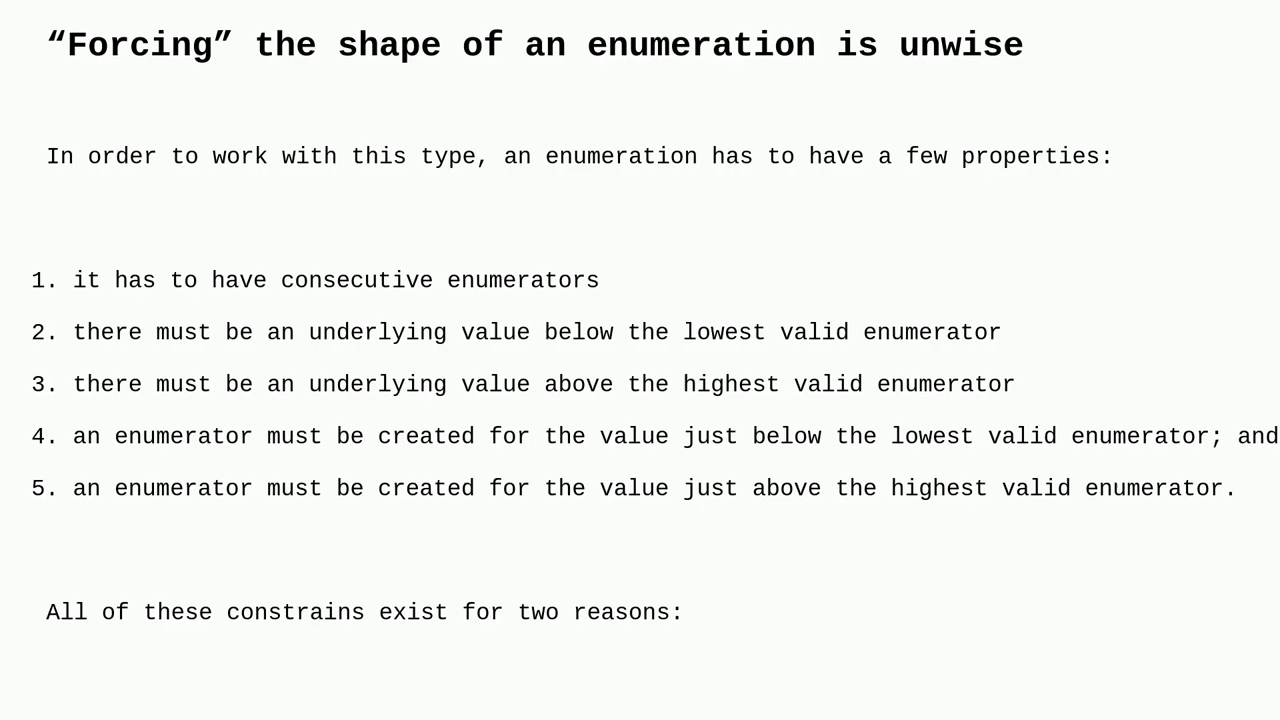 “Forcing” the shape of an enumeration is unwise
In order to work with this type, an enumeration has to have a few properties:
1. it has to have consecutive enumerators
2. there must be an underlying value below the lowest valid enumerator
3. there must be an underlying value above the highest valid enumerator
4. an enumerator must be created for the value just below the lowest valid enumerator; and
5. an enumerator must be created for the value just above the highest valid enumerator.
All of these constrains exist for two reasons: